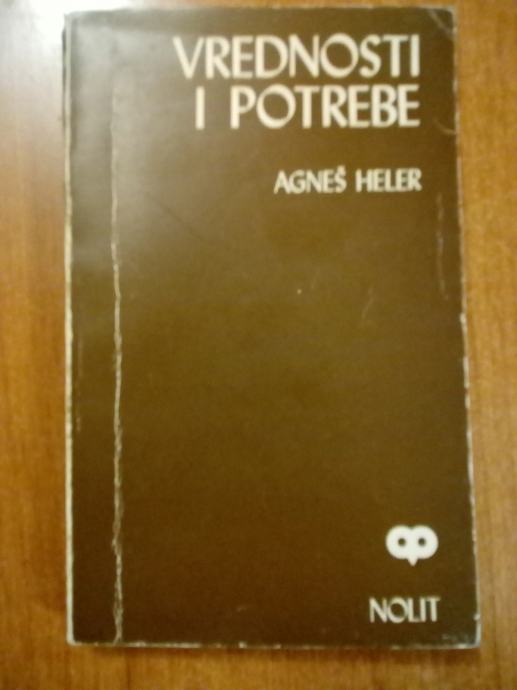 VREDNOSTI
I POTREBE
AGNEŠ HELER
NOLIT